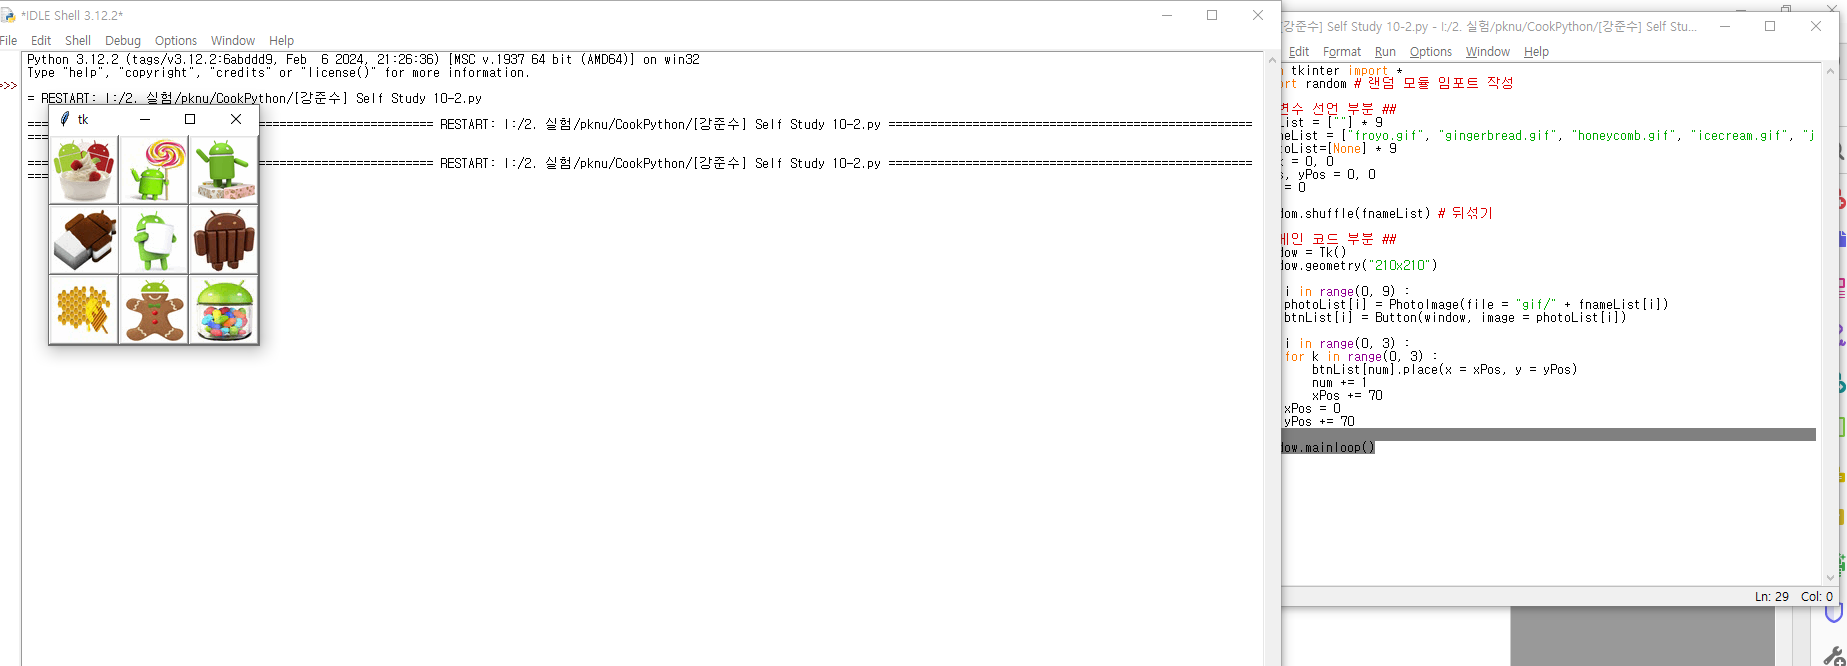 *IDLE Shell 3.12.2*
File Edit Shell Debug Options Window Help
Python 3.12.2 (tags/v3.12.2:6abddd9, Feb  6 2024, 21:26:36) [MSC v.1937 64 bit (AMD64)] on win32
Type "help", "copyright", "credits" or "license()" for more information.
>>>
= RESTART: I:/2. 실험/pknu/CookPython/[강준수] Self Study 10-2.py
==================== RESTART: I:/2. 실험/pknu/CookPython/[강준수] Self Study 10-2.py ====================
===
==================== RESTART: I:/2. 실험/pknu/CookPython/[강준수] Self Study 10-2.py ====================
===
tk
[강준수] Self Study 10-2.py - I:/2. 실험/pknu/CookPython/[강준수] Self Stu...
Edit Format Run Options Window Help
tkinter import *
ort random # 랜덤 모듈 임포트 작성
변수 선언 부분 ##
List = [""] * 9
neList = ["froyo.gif", "gingerbread.gif", "honeycomb.gif", "icecream.gif", "j
toList=[None] * 9
= 0, 0
s, yPos = 0, 0
= 0
dom.shuffle(fnameList) # 뒤섞기
메인 코드 부분 ##
dow = Tk()
dow.geometry("210x210")
i in range(0, 9) :
photoList[i] = PhotoImage(file = "gif/" + fnameList[i])
btnList[i] = Button(window, image = photoList[i])
i in range(0, 3) :
for k in range(0, 3) :
btnList[num].place(x = xPos, y = yPos)
num += 1
xPos += 70
xPos = 0
yPos += 70
dow.mainloop()
Ln: 29 Col: 0